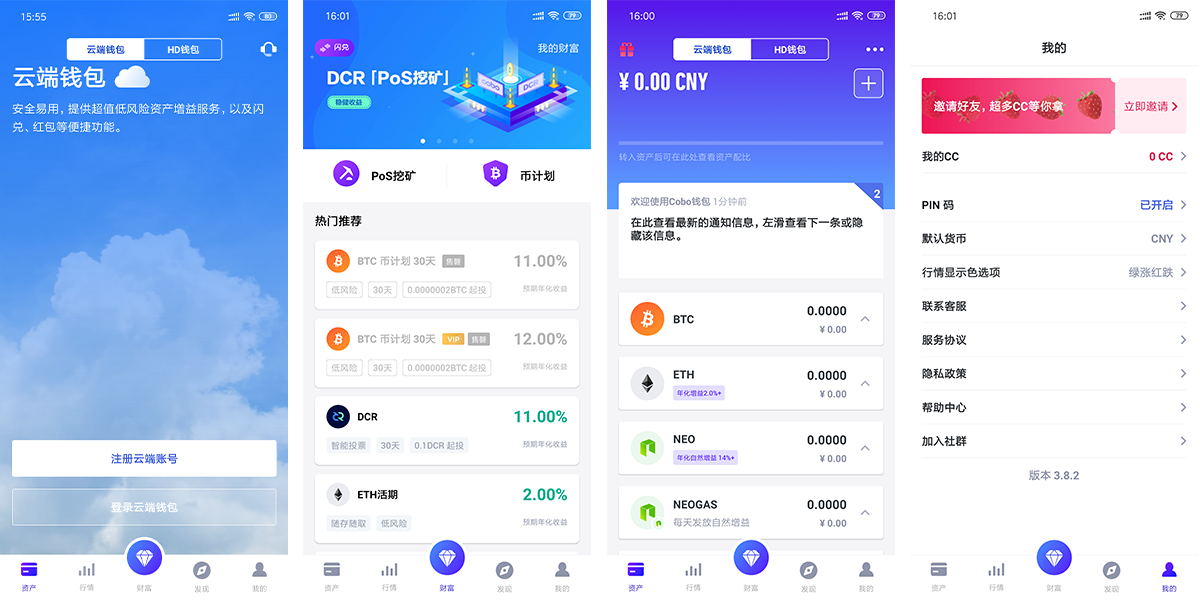 15:55
80
云端钱包
HD钱包
云端钱包
安全易用，提供超值低风险资产增益服务，以及闪
兑、红包等便捷功能。
注册云端账号
登录云端钱包
资产
行情
财富
发现
我的
16:01
79
闪兑
我的财富
DCR「PoS挖矿」
稳健收益
PoS挖矿
币计划
热门推荐
BTC 币计划 30天 售罄
11.00%
低风险 30天 0.0000002BTC 起投
预期年化收益
BTC 币计划 30天 VIP 售罄
12.00%
低风险 30天 0.0000002BTC 起投
预期年化收益
DCR
11.00%
智能投票 30天 0.1DCR 起投
预期年化收益
ETH活期
2.00%
随存随取 低风险
预期年化收益
资产
行情
财富
发现
我的
16:00
79
云端钱包
HD钱包
¥ 0.00 CNY
转入资产后可在此处查看资产配比
欢迎使用Cobo钱包 1分钟前
2
在此查看最新的通知信息，左滑查看下一条或隐
藏该信息。
BTC
0.0000
¥ 0.00
ETH
年化增益2.0%+
0.0000
¥ 0.00
NEO
年化自然增益 14%+
0.0000
¥ 0.00
NEOGAS
每天发放自然增益
0.0000
¥ 0.00
资产
行情
财富
发现
我的
16:01
79
我的
邀请好友，超多CC等你拿
立即邀请
我的CC
0 CC
PIN 码
已开启
默认货币
CNY
行情显示色选项
绿涨红跌
联系客服
服务协议
隐私政策
帮助中心
加入社群
版本 3.8.2
资产
行情
财富
发现
我的